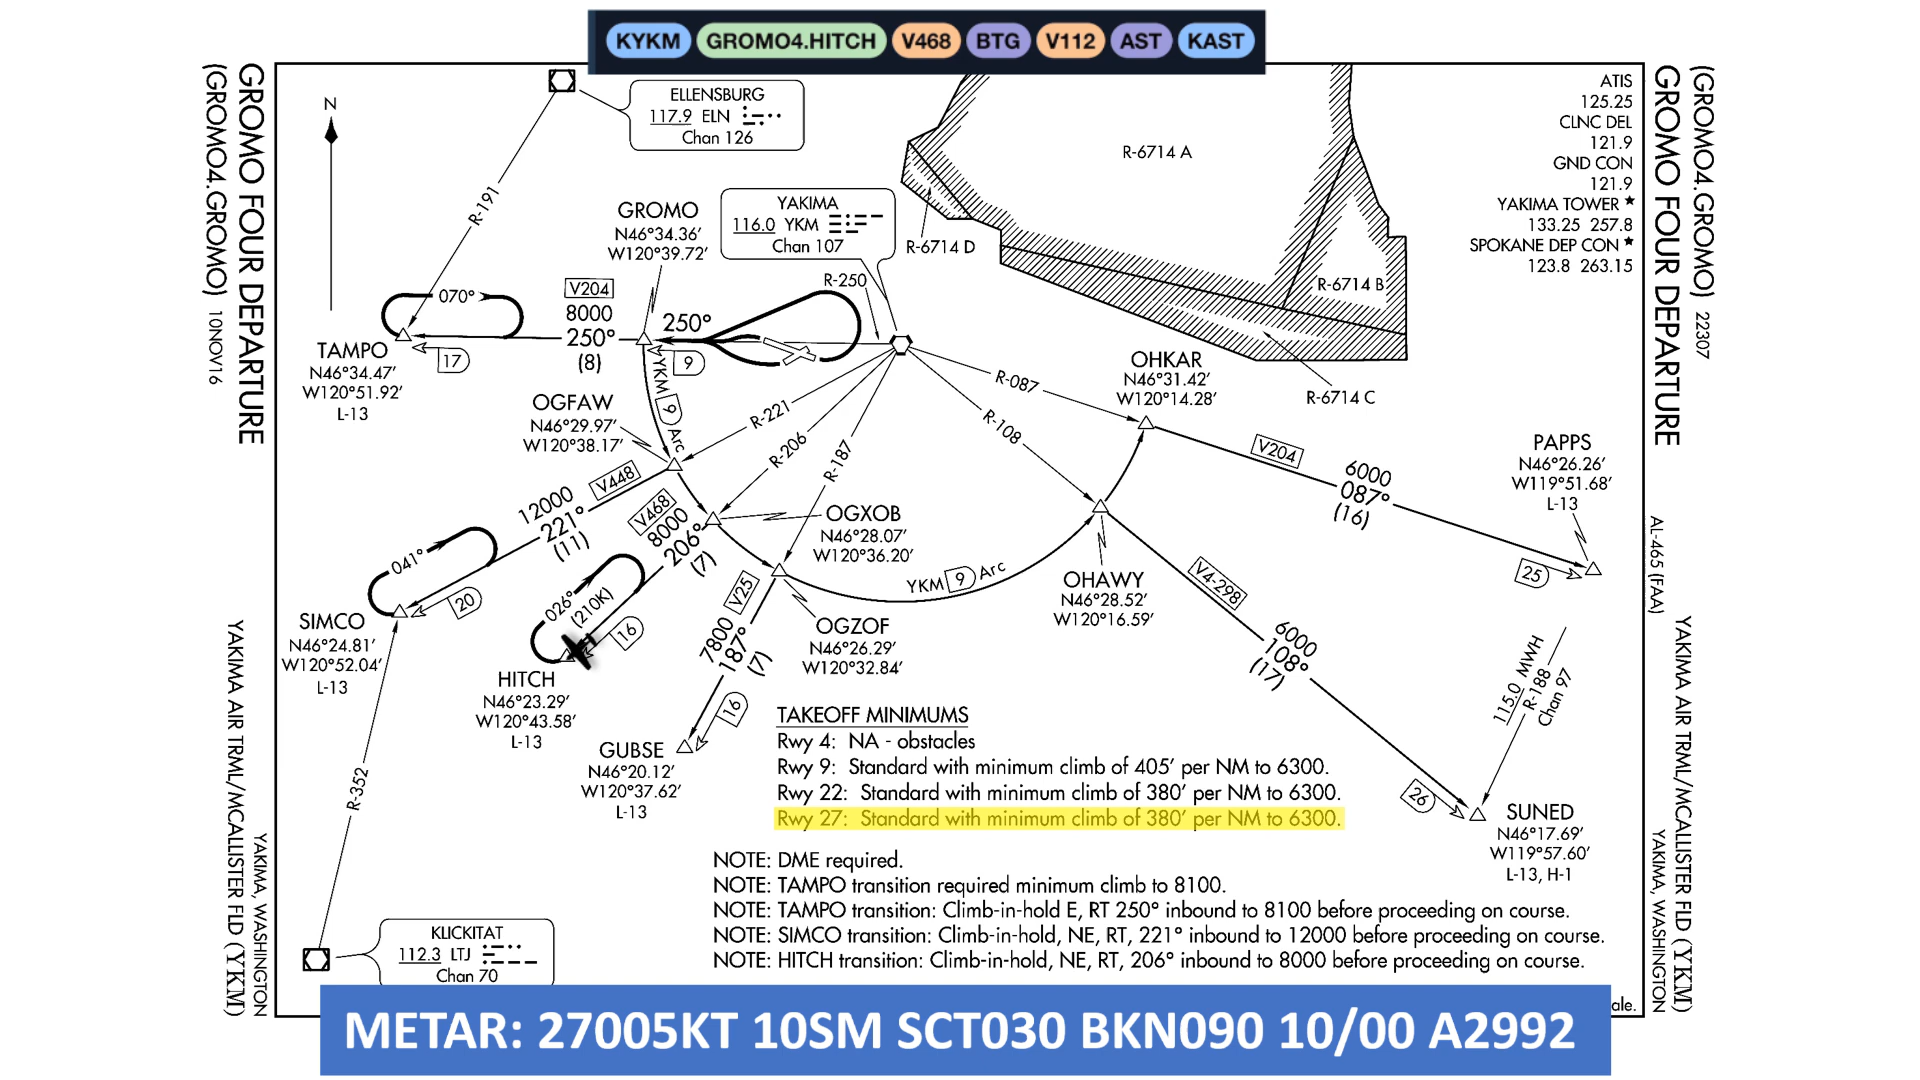 KYKM GROMO4.HITCH V468 BTG V112 AST KAST
(GROMO4.GROMO) 10NOV16
GROMO FOUR DEPARTURE
YAKIMA AIR TRML/MCALLISTER FLD (YKM)
YAKIMA, WASHINGTON
N
ELLENSBURG
117.9 ELN
Chan 126
R-191
GROMO
N46°34.36′
W120°39.72′
YAKIMA
116.0 YKM
Chan 107
R-250
R-6714 A
R-6714 D
R-6714 B
R-6714 C
ATIS
125.25
CLNC DEL
121.9
GND CON
121.9
YAKIMA TOWER ★
133.25 257.8
SPOKANE DEP CON ★
123.8 263.15
070°
V204
8000
250°
(8)
250°
9
17
TAMPO
N46°34.47′
W120°51.92′
L-13
YKM 9 Arc
OGFAW
N46°29.97′
W120°38.17′
R-221
R-206
R-187
R-087
R-108
OHKAR
N46°31.42′
W120°14.28′
V204
6000
087°
(16)
PAPPS
N46°26.26′
W119°51.68′
L-13
25
V448
12000
221°
(11)
041°
20
SIMCO
N46°24.81′
W120°52.04′
L-13
V468
8000
206°
(7)
026°
(210K)
16
HITCH
N46°23.29′
W120°43.58′
L-13
OGXOB
N46°28.07′
W120°36.20′
YKM 9 Arc
OHAWY
N46°28.52′
W120°16.59′
V25
7800
187°
(7)
16
OGZOF
N46°26.29′
W120°32.84′
GUBSE
N46°20.12′
W120°37.62′
L-13
V4-298
6000
108°
(17)
26
115.0 MWH
R-188
Chan 97
SUNED
N46°17.69′
W119°57.60′
L-13, H-1
R-352
KLICKITAT
112.3 LTJ
Chan 70
TAKEOFF MINIMUMS
Rwy 4: NA - obstacles
Rwy 9: Standard with minimum climb of 405′ per NM to 6300.
Rwy 22: Standard with minimum climb of 380′ per NM to 6300.
Rwy 27: Standard with minimum climb of 380′ per NM to 6300.
NOTE: DME required.
NOTE: TAMPO transition required minimum climb to 8100.
NOTE: TAMPO transition: Climb-in-hold E, RT 250° inbound to 8100 before proceeding on course.
NOTE: SIMCO transition: Climb-in-hold, NE, RT, 221° inbound to 12000 before proceeding on course.
NOTE: HITCH transition: Climb-in-hold, NE, RT, 206° inbound to 8000 before proceeding on course.
ale.
(GROMO4.GROMO) 22307
GROMO FOUR DEPARTURE
AL-465 (FAA)
YAKIMA AIR TRML/MCALLISTER FLD (YKM)
YAKIMA, WASHINGTON
METAR: 27005KT 10SM SCT030 BKN090 10/00 A2992